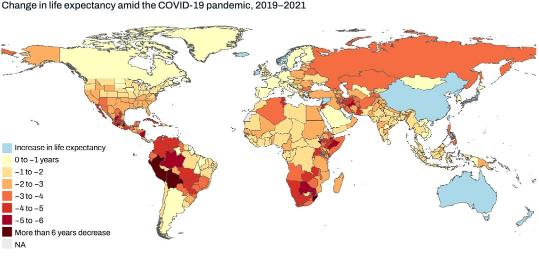 Change in life expectancy amid the COVID-19 pandemic, 2019–2021
Increase in life expectancy
0 to −1 years
−1 to −2
−2 to −3
−3 to −4
−4 to −5
−5 to −6
More than 6 years decrease
NA